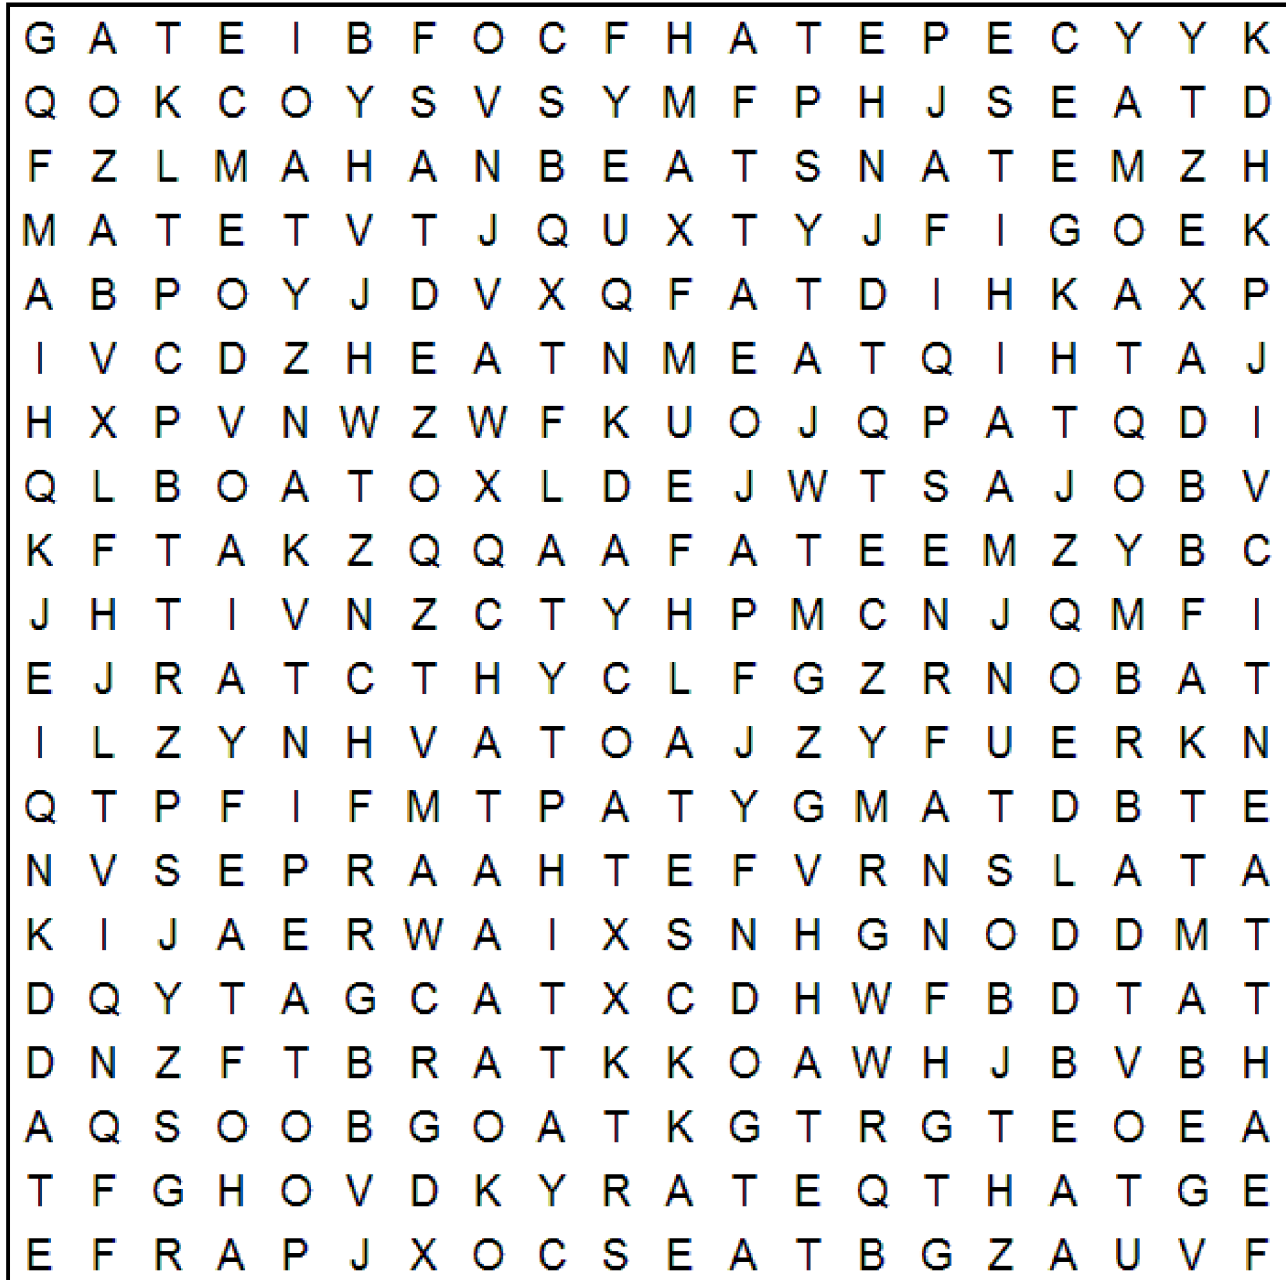 G A T E I B F O C F H A T E P E C Y Y K
Q O K C O Y S V S Y M F P H J S E A T D
F Z L M A H A N B E A T S N A T E M Z H
M A T E T V T J Q U X T Y J F I G O E K
A B P O Y J D V X Q F A T D I H K A X P
I V C D Z H E A T N M E A T Q I H T A J
H X P V N W Z W F K U O J Q P A T Q D I
Q L B O A T O X L D E J W T S A J O B V
K F T A K Z Q Q A A F A T E E M Z Y B C
J H T I V N Z C T Y H P M C N J Q M F I
E J R A T C T H Y C L F G Z R N O B A T
I L Z Y N H V A T O A J Z Y F U E R K N
Q T P F I F M T P A T Y G M A T D B T E
N V S E P R A A H T E F V R N S L A T A
K I J A E R W A I X S N H G N O D D M T
D Q Y T A G C A T X C D H W F B D T A T
D N Z F T B R A T K K O A W H J B V B H
A Q S O O B G O A T K G T R G T E O E A
T F G H O V D K Y R A T E Q T H A T G E
E F R A P J X O C S E A T B G Z A U V F